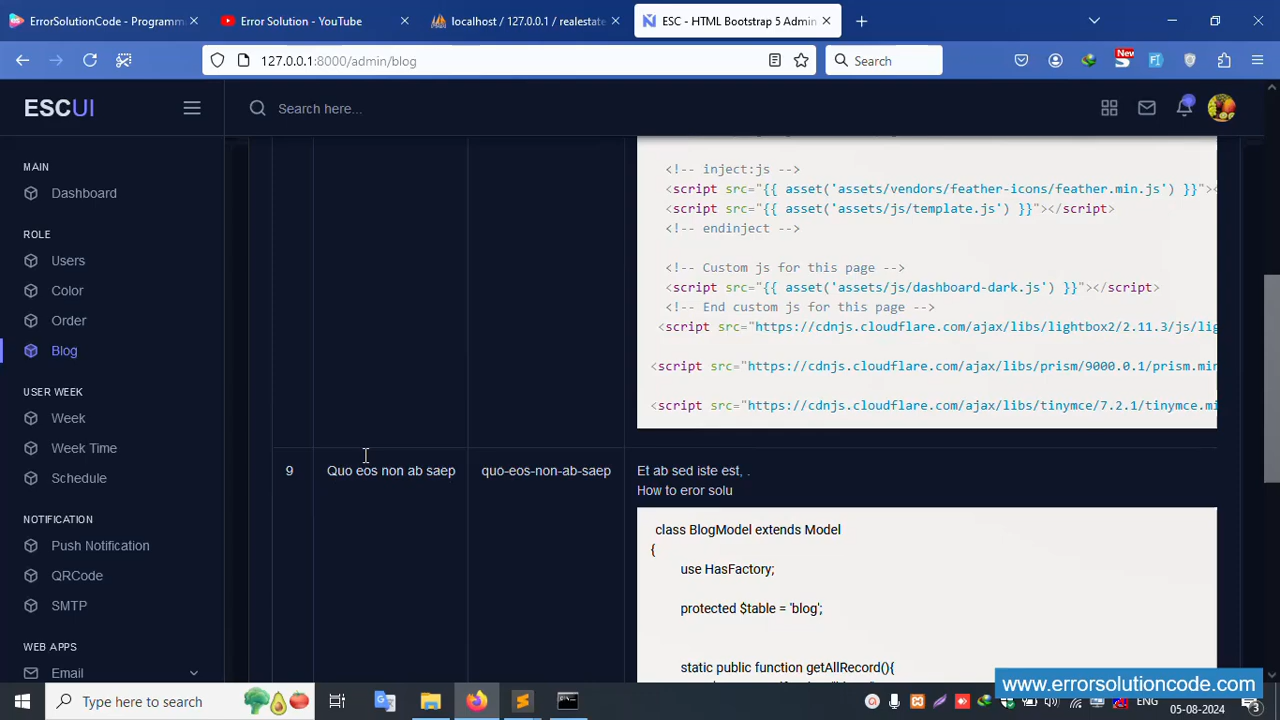 ErrorSolutionCode - Programm
Error Solution - YouTube
localhost / 127.0.0.1 / realestate
ESC - HTML Bootstrap 5 Admin
127.0.0.1:8000/admin/blog
Search
New
ESCUI
Search here...
MAIN
Dashboard
ROLE
Users
Color
Order
Blog
USER WEEK
Week
Week Time
Schedule
NOTIFICATION
Push Notification
QRCode
SMTP
WEB APPS
Email
<!-- inject:js -->
<script src="{{ asset('assets/vendors/feather-icons/feather.min.js') }}"><
<script src="{{ asset('assets/js/template.js') }}"></script>
<!-- endinject -->
<!-- Custom js for this page -->
<script src="{{ asset('assets/js/dashboard-dark.js') }}"></script>
<!-- End custom js for this page -->
<script src="https://cdnjs.cloudflare.com/ajax/libs/lightbox2/2.11.3/js/lig
<script src="https://cdnjs.cloudflare.com/ajax/libs/prism/9000.0.1/prism.min
<script src="https://cdnjs.cloudflare.com/ajax/libs/tinymce/7.2.1/tinymce.mi
9 Quo eos non ab saep quo-eos-non-ab-saep Et ab sed iste est, .
How to eror solu
class BlogModel extends Model
{
use HasFactory;
protected $table = 'blog';
static public function getAllRecord(){
www.errorsolutioncode.com
Type here to search
ENG
05-08-2024
3